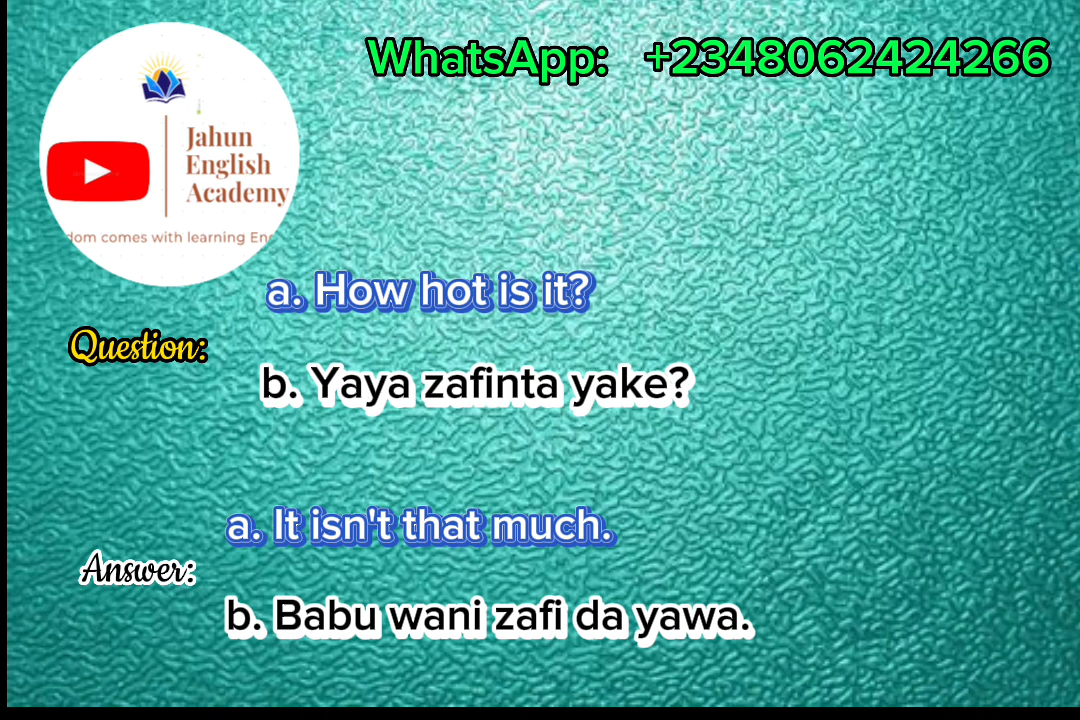 WhatsApp: +2348062424266
Jahun
English
Academy
dom comes with learning En
a. How hot is it?
Question:
b. Yaya zafinta yake?
a. It isn't that much.
Answer:
b. Babu wani zafi da yawa.